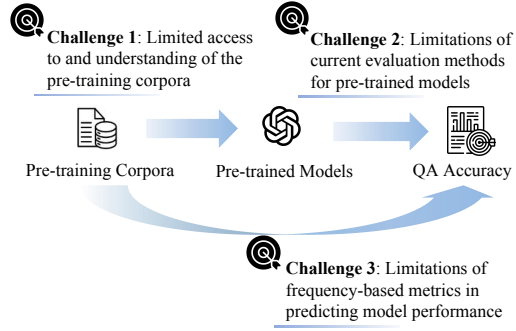 Challenge 1: Limited access
to and understanding of the
pre-training corpora
Challenge 2: Limitations of
current evaluation methods
for pre-trained models
Pre-training Corpora
Pre-trained Models
QA Accuracy
Challenge 3: Limitations of
frequency-based metrics in
predicting model performance